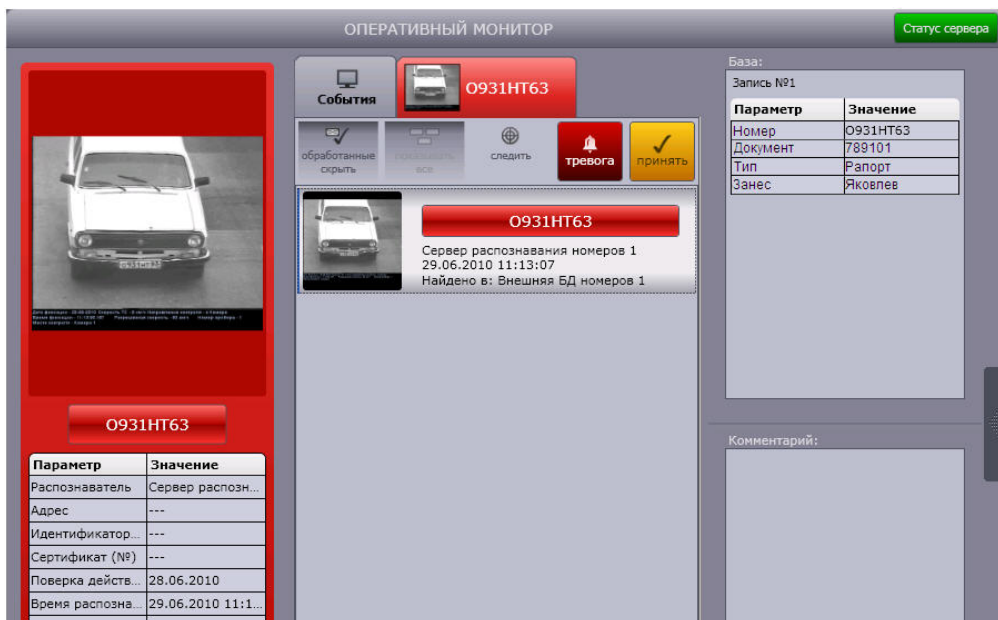 ОПЕРАТИВНЫЙ МОНИТОР
Статус сервера
О931НТ63
Параметр Значение
Распознаватель Сервер распозн...
Адрес ---
Идентификатор... ---
Сертификат (№) ---
Поверка действ... 28.06.2010
Время распозна... 29.06.2010 11:1...
События
О931НТ63
обработанные
скрыть
показывать
все
следить
тревога
принять
О931НТ63
Сервер распознавания номеров 1
29.06.2010 11:13:07
Найдено в: Внешняя БД номеров 1
База:
Запись №1
Параметр Значение
Номер О931НТ63
Документ 789101
Тип Рапорт
Занес Яковлев
Комментарий: